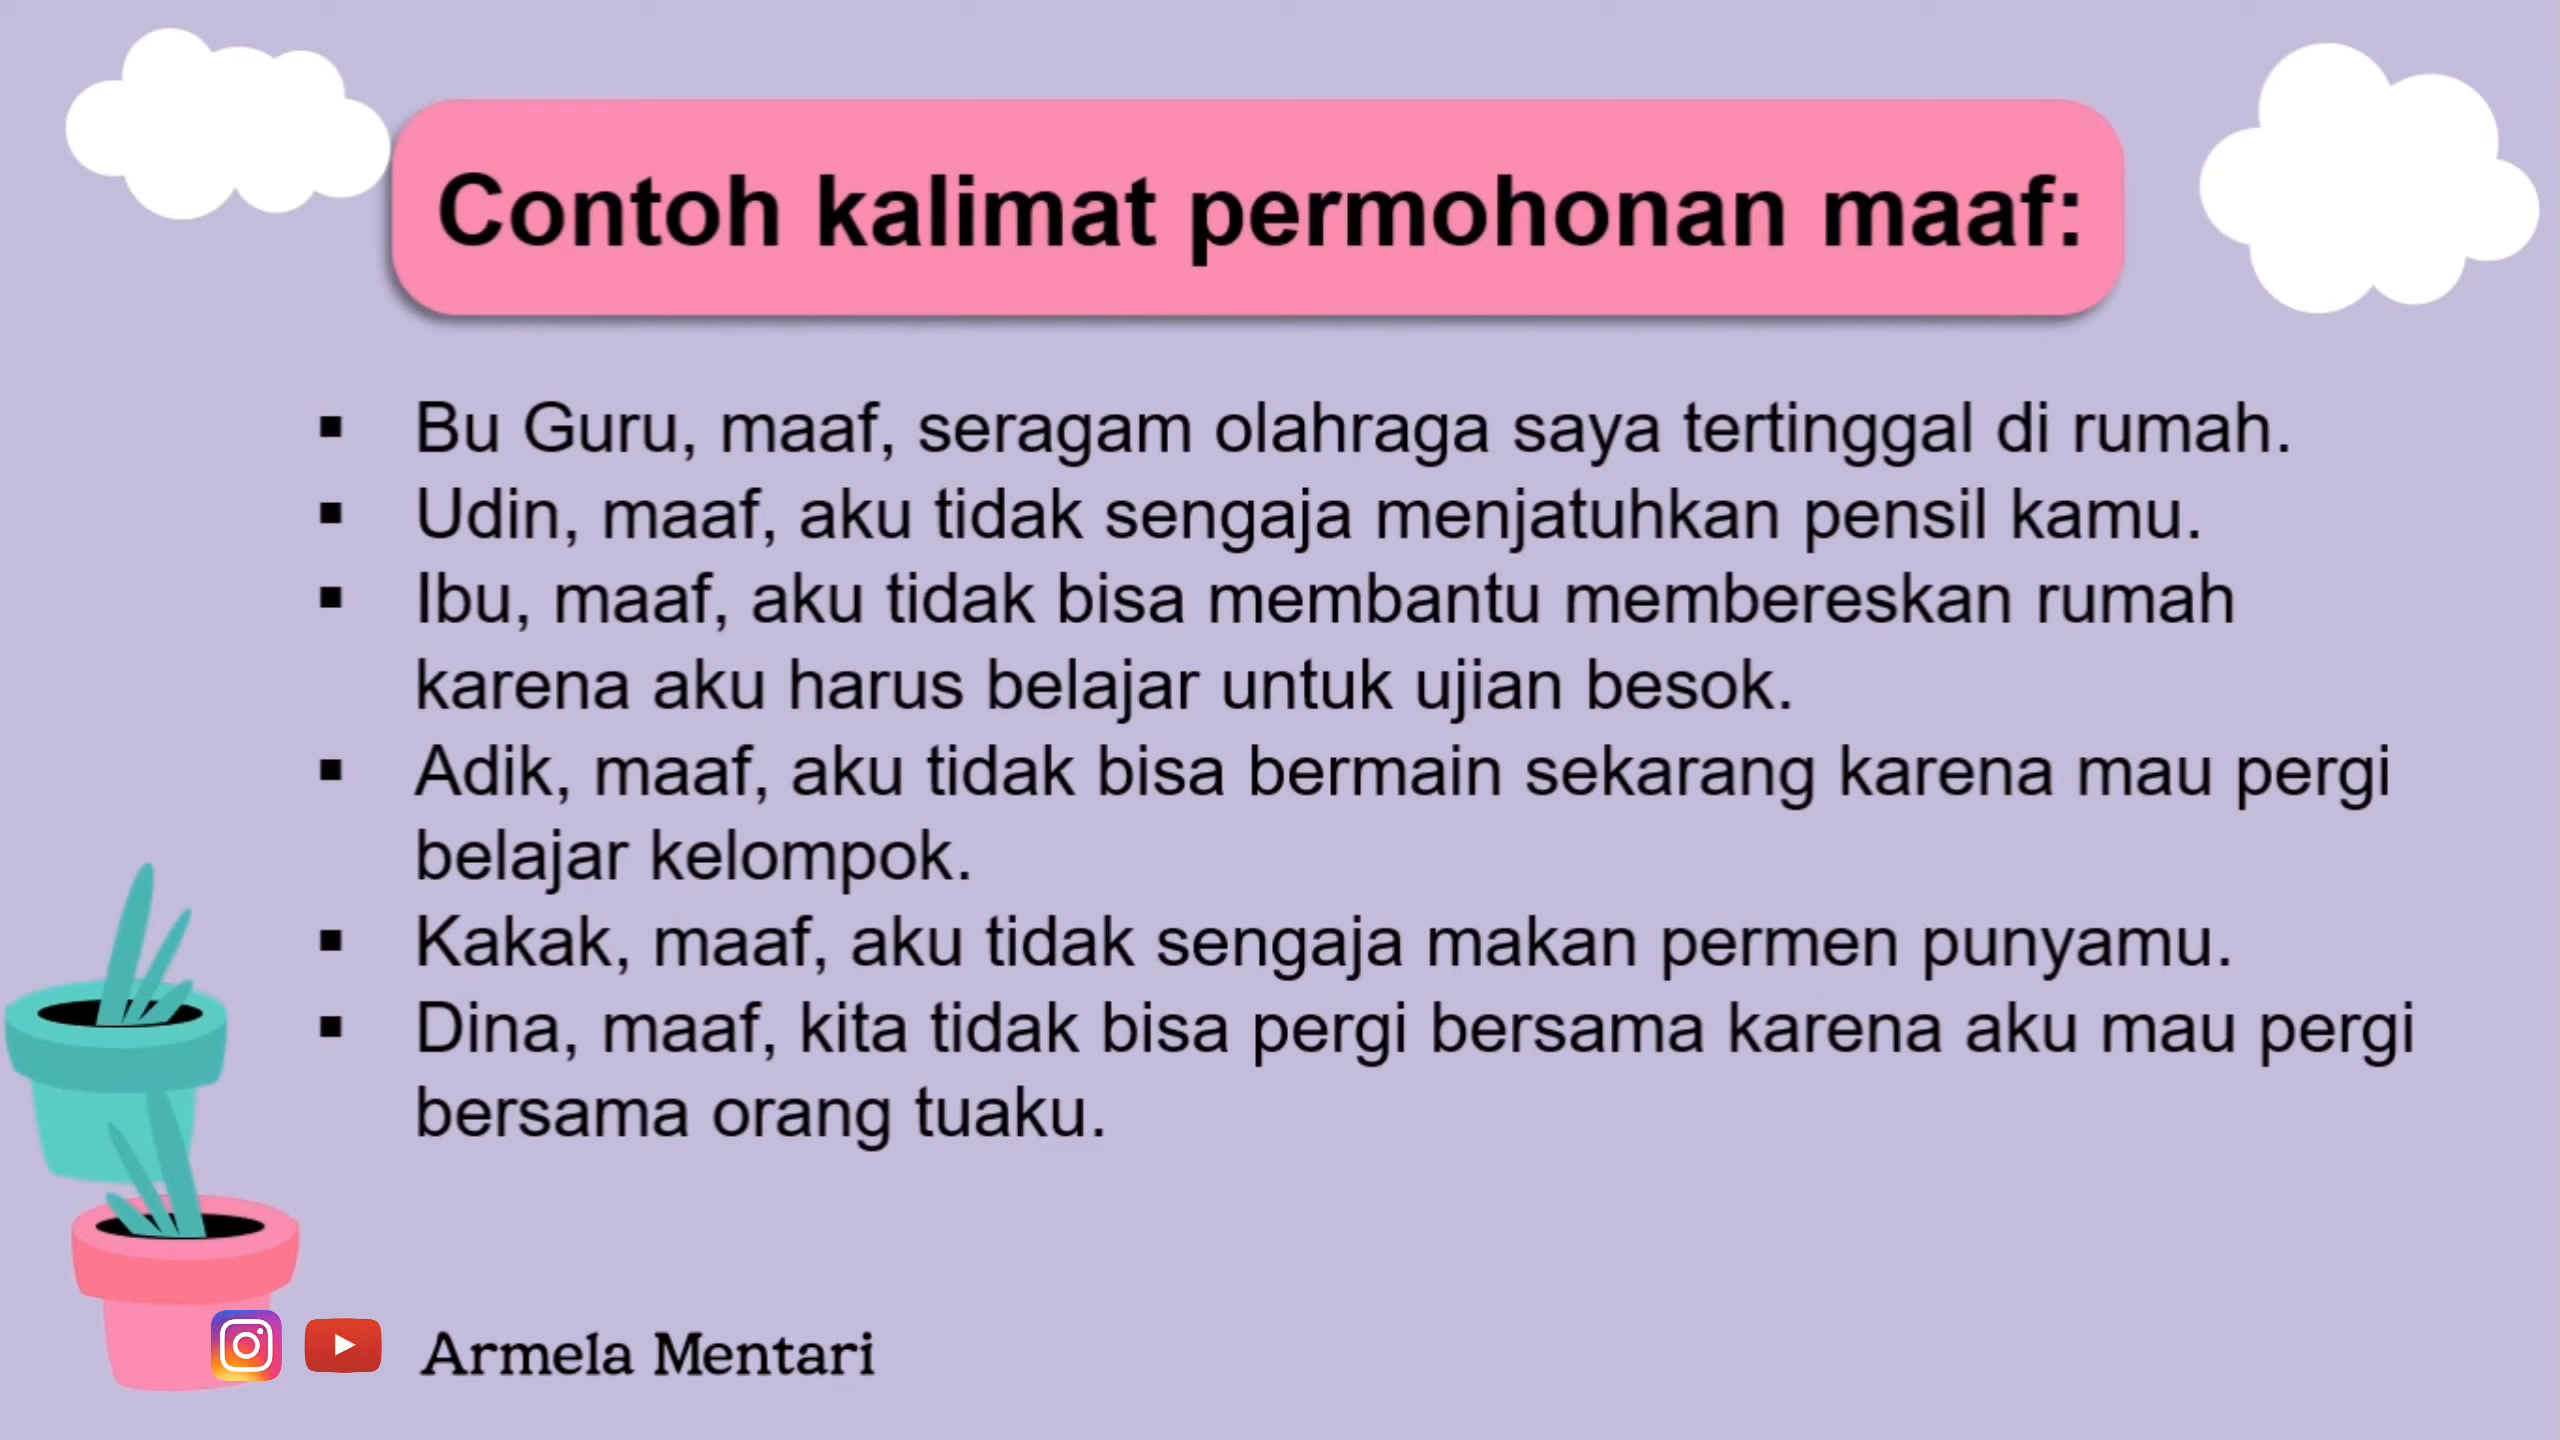 Contoh kalimat permohonan maaf:
▪ Bu Guru, maaf, seragam olahraga saya tertinggal di rumah.
▪ Udin, maaf, aku tidak sengaja menjatuhkan pensil kamu.
▪ Ibu, maaf, aku tidak bisa membantu membereskan rumah
karena aku harus belajar untuk ujian besok.
▪ Adik, maaf, aku tidak bisa bermain sekarang karena mau pergi
belajar kelompok.
▪ Kakak, maaf, aku tidak sengaja makan permen punyamu.
▪ Dina, maaf, kita tidak bisa pergi bersama karena aku mau pergi
bersama orang tuaku.
Armela Mentari